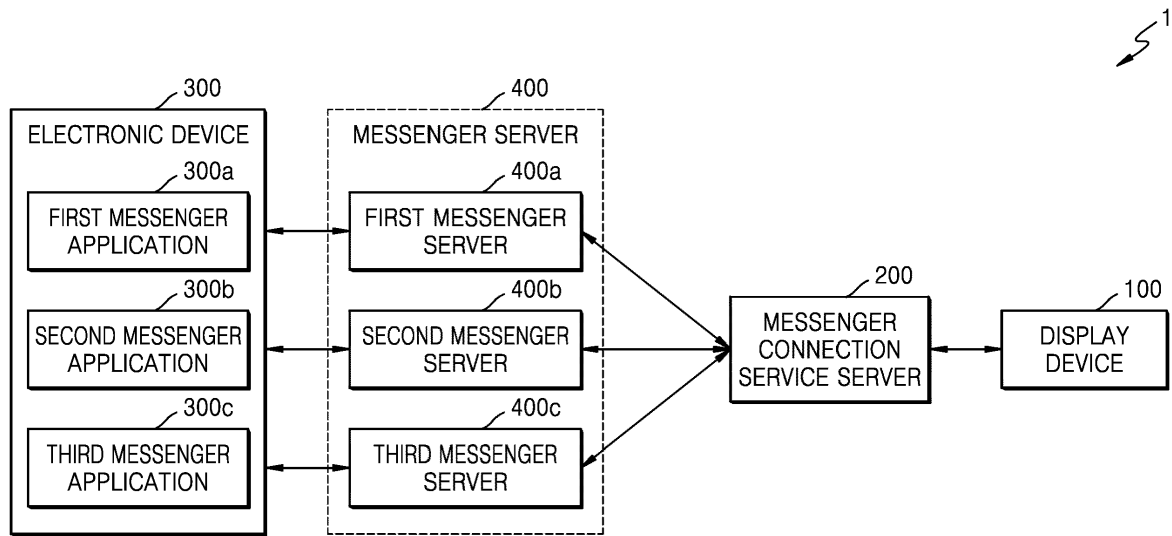 1
300
ELECTRONIC DEVICE
300a
FIRST MESSENGER
APPLICATION
300b
SECOND MESSENGER
APPLICATION
300c
THIRD MESSENGER
APPLICATION
400
MESSENGER SERVER
400a
FIRST MESSENGER
SERVER
400b
SECOND MESSENGER
SERVER
400c
THIRD MESSENGER
SERVER
200
MESSENGER
CONNECTION
SERVICE SERVER
100
DISPLAY
DEVICE